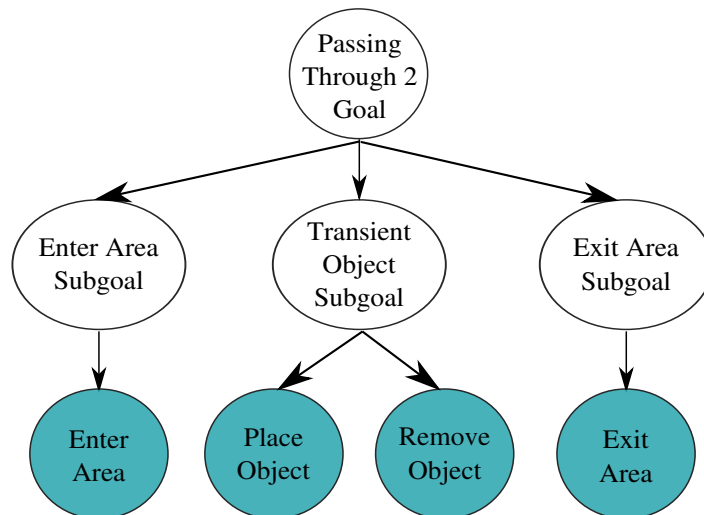 Passing
Through 2
Goal
Enter Area
Subgoal
Transient
Object
Subgoal
Exit Area
Subgoal
Enter
Area
Place
Object
Remove
Object
Exit
Area